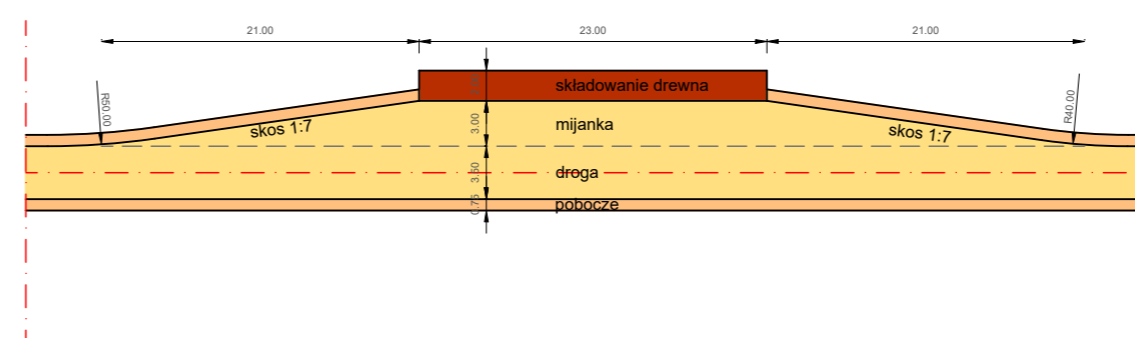 21.00
23.00
21.00
składowanie drewna
R50.00
R40.00
skos 1:7
3.00
mijanka
skos 1:7
3.50
droga
0.75
pobocze